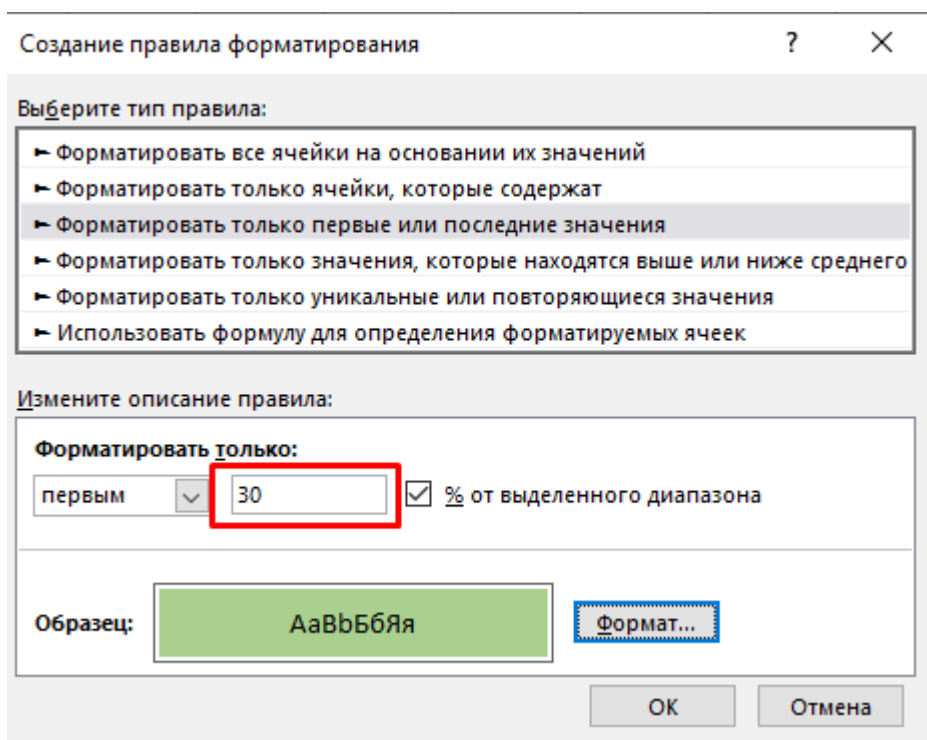 Создание правила форматирования ? ×
Выберите тип правила:
► Форматировать все ячейки на основании их значений
► Форматировать только ячейки, которые содержат
► Форматировать только первые или последние значения
► Форматировать только значения, которые находятся выше или ниже среднего
► Форматировать только уникальные или повторяющиеся значения
► Использовать формулу для определения форматируемых ячеек
Измените описание правила:
Форматировать только:
первым 30 % от выделенного диапазона
Образец: АаВbБбЯя Формат...
ОК Отмена